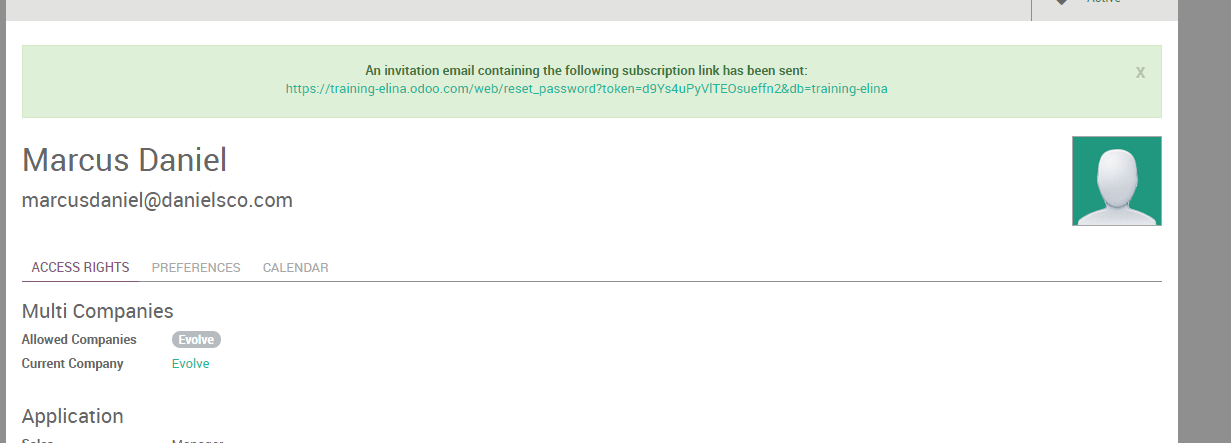 Active
An invitation email containing the following subscription link has been sent:
x
https://training-elina.odoo.com/web/reset_password?token=d9Ys4uPyVlTEOsueffn2&db=training-elina
Marcus Daniel
marcusdaniel@danielsco.com
ACCESS RIGHTS PREFERENCES CALENDAR
Multi Companies
Allowed Companies Evolve
Current Company Evolve
Application
Sales Manager